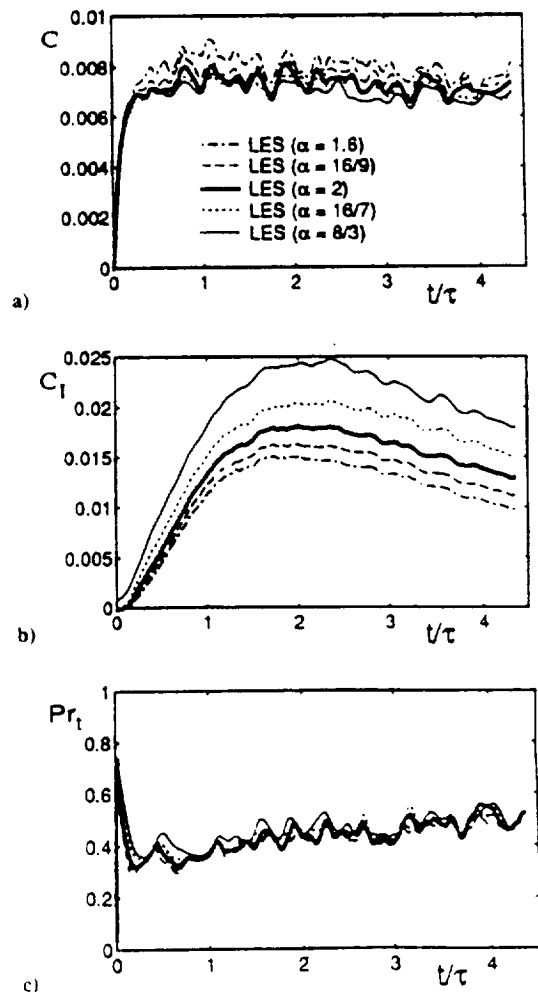 C
0.01
0.008
0.006
0.004
0.002
0
LES (α = 1.6)
LES (α = 16/9)
LES (α = 2)
LES (α = 16/7)
LES (α = 8/3)
0 1 2 3 4
t/τ
a)
C_I
0.025
0.02
0.015
0.01
0.005
0
0 1 2 3 4
t/τ
b)
Pr_t
1
0.8
0.6
0.4
0.2
0
0 1 2 3 4
t/τ
c)